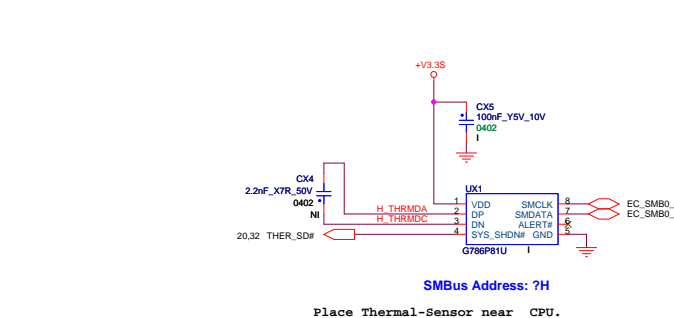 +V3.3S
CX5
100nF_Y5V_10V
0402
I
CX4
2.2nF_X7R_50V
0402
NI
UX1
1 VDD SMCLK 8 EC_SMB0_
H_THRMDA 2 DP SMDATA 7 EC_SMB0_
H_THRMDC 3 DN ALERT# 6
20,32 THER_SD# 4 SYS_SHDN# GND 5
G786P81U I
SMBus Address: ?H
Place Thermal-Sensor near CPU.